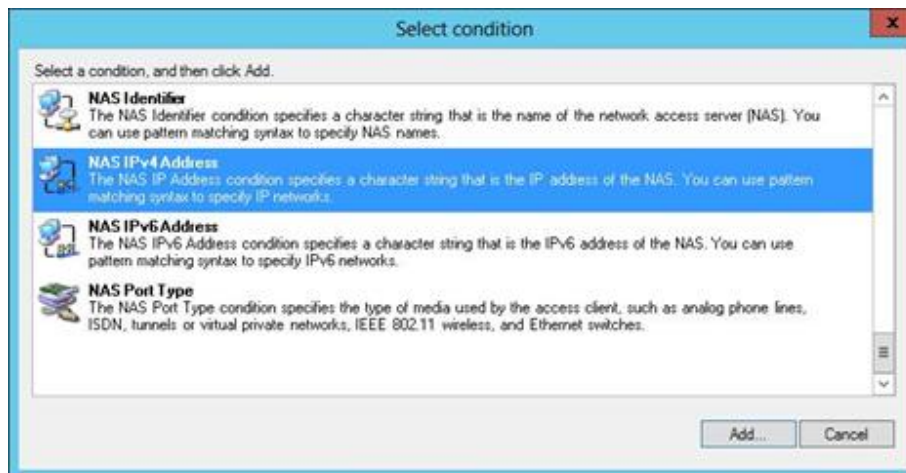 Select condition
x
Select a condition, and then click Add.
NAS Identifier
The NAS Identifier condition specifies a character string that is the name of the network access server (NAS). You
can use pattern matching syntax to specify NAS names.
NAS IPv4 Address
The NAS IP Address condition specifies a character string that is the IP address of the NAS. You can use pattern
matching syntax to specify IP networks.
NAS IPv6 Address
The NAS IPv6 Address condition specifies a character string that is the IPv6 address of the NAS. You can use
pattern matching syntax to specify IPv6 networks.
NAS Port Type
The NAS Port Type condition specifies the type of media used by the access client, such as analog phone lines,
ISDN, tunnels or virtual private networks, IEEE 802.11 wireless, and Ethernet switches.
Add... Cancel